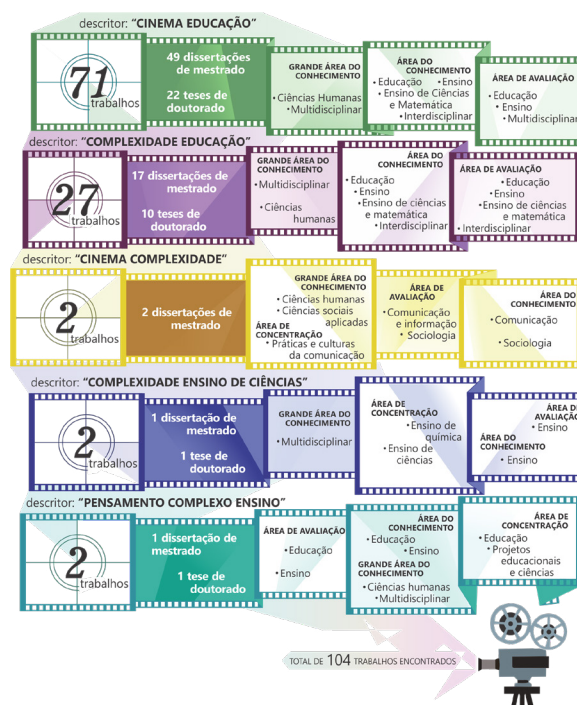 descritor: “CINEMA EDUCAÇÃO”
71
trabalhos
49 dissertações
de mestrado
22 teses de
doutorado
GRANDE ÁREA DO
CONHECIMENTO
• Ciências Humanas
• Multidisciplinar
ÁREA DO
CONHECIMENTO
• Educação • Ensino
• Ensino de Ciências
e Matemática
• Interdisciplinar
ÁREA DE AVALIAÇÃO
• Educação
• Ensino
• Multidisciplinar
descritor: “COMPLEXIDADE EDUCAÇÃO”
27
trabalhos
17 dissertações de
mestrado
10 teses de
doutorado
GRANDE ÁREA DO
CONHECIMENTO
• Multidisciplinar
• Ciências
humanas
ÁREA DO
CONHECIMENTO
• Educação
• Ensino
• Ensino de ciências
e matemática
• Interdisciplinar
ÁREA DE AVALIAÇÃO
• Educação
• Ensino
• Ensino de ciências
e matemática
• Interdisciplinar
descritor: “CINEMA COMPLEXIDADE”
2
trabalhos
2 dissertações de
mestrado
GRANDE ÁREA DO
CONHECIMENTO
• Ciências humanas
• Ciências sociais
aplicadas
ÁREA DE
CONCENTRAÇÃO
• Práticas e culturas
da comunicação
ÁREA DE
AVALIAÇÃO
• Comunicação
e informação
• Sociologia
ÁREA DO
CONHECIMENTO
• Comunicação
• Sociologia
descritor: “COMPLEXIDADE ENSINO DE CIÊNCIAS”
2
trabalhos
1 dissertação de
mestrado
1 tese de
doutorado
GRANDE ÁREA DO
CONHECIMENTO
• Multidisciplinar
ÁREA DE
CONCENTRAÇÃO
• Ensino de
química
• Ensino de
ciências
ÁREA DE
AVALIAÇÃO
• Ensino
ÁREA DO
CONHECIMENTO
• Ensino
descritor: “PENSAMENTO COMPLEXO ENSINO”
2
trabalhos
1 dissertação de
mestrado
1 tese de
doutorado
ÁREA DE AVALIAÇÃO
• Educação
• Ensino
ÁREA DO
CONHECIMENTO
• Educação
• Ensino
GRANDE ÁREA DO
CONHECIMENTO
• Ciências humanas
• Multidisciplinar
ÁREA DE
CONCENTRAÇÃO
• Educação
• Projetos
educacionais
e ciências
TOTAL DE 104 TRABALHOS ENCONTRADOS